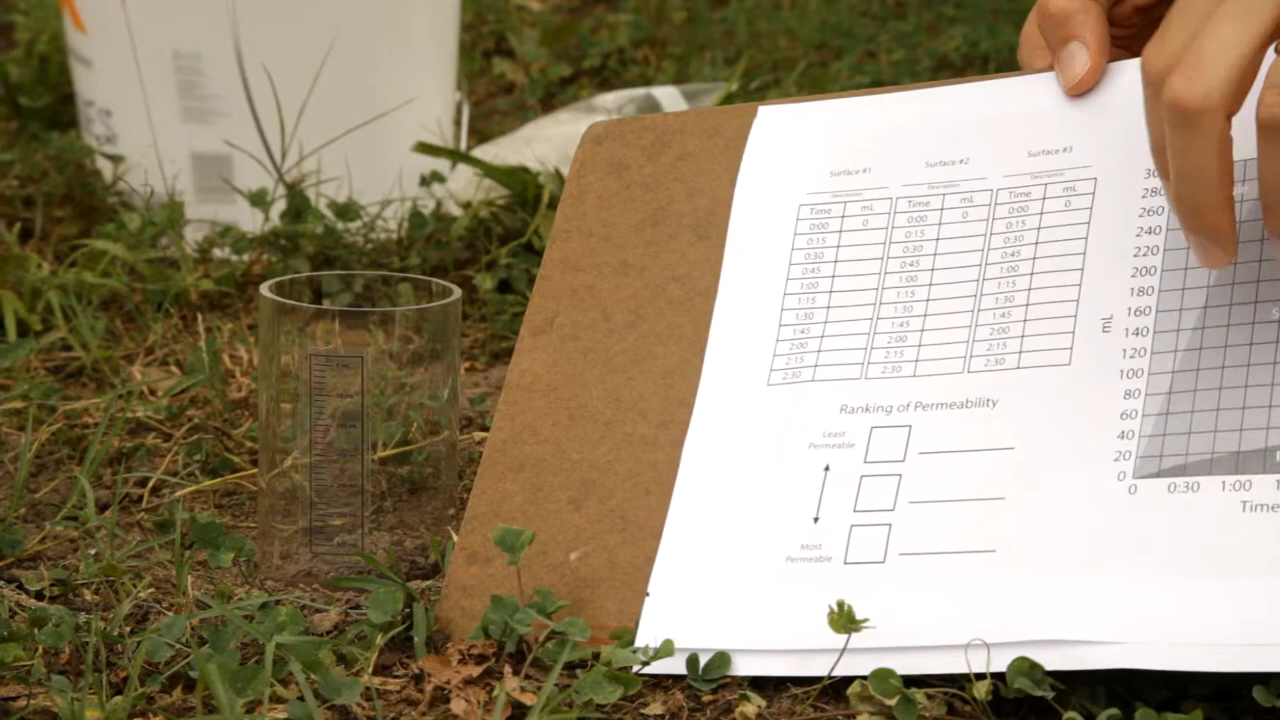 Surface #1 Surface #2 Surface #3
Description Description Description
Time mL Time mL Time mL
0:00 0 0:00 0 0:00 0
0:15 0:15 0:15
0:30 0:30 0:30
0:45 0:45 0:45
1:00 1:00 1:00
1:15 1:15 1:15
1:30 1:30 1:30
1:45 1:45 1:45
2:00 2:00 2:00
2:15 2:15 2:15
2:30 2:30 2:30
Ranking of Permeability
Least
Permeable
Most
Permeable
mL
280
260
240
220
200
180
160
140
120
100
80
60
40
20
0
0 0:30 1:00
Time